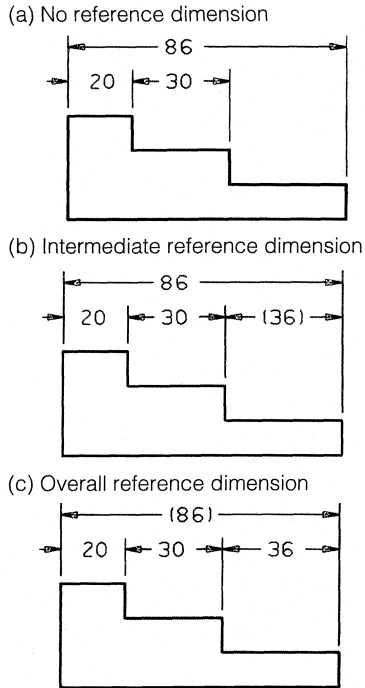 (a) No reference dimension
86
20 30
(b) Intermediate reference dimension
86
20 30 (36)
(c) Overall reference dimension
(86)
20 30 36